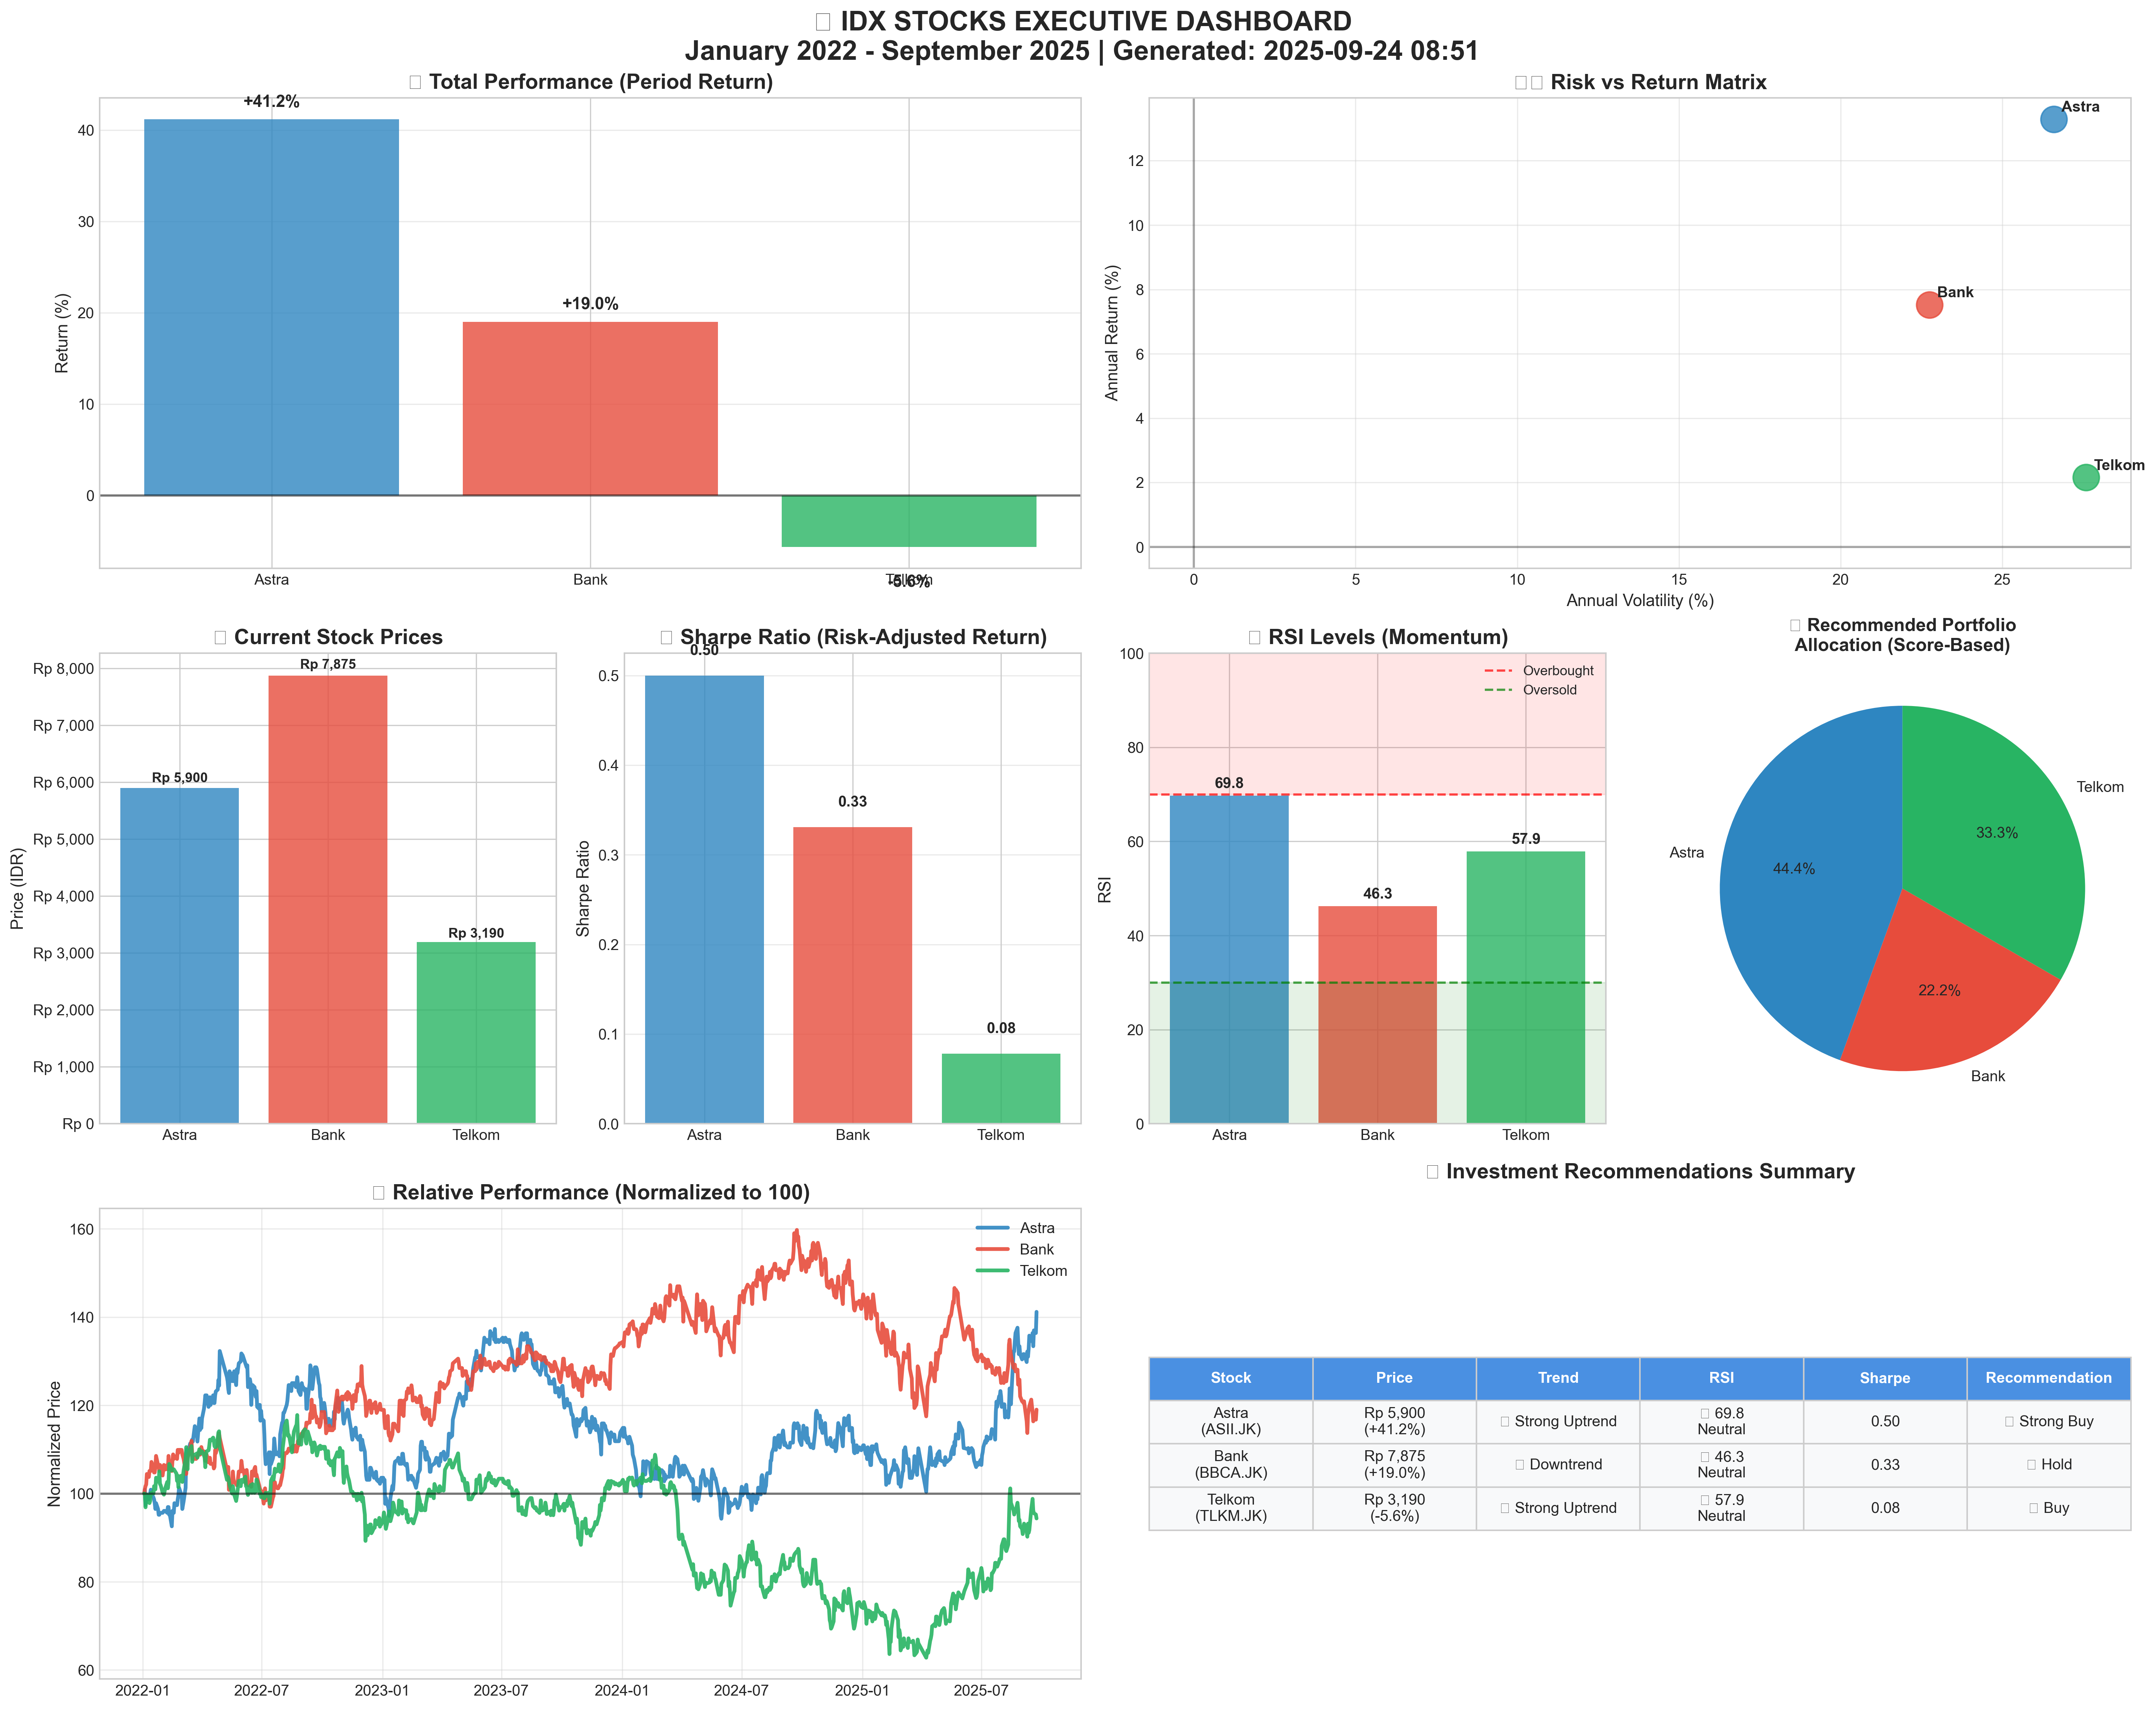 IDX STOCKS EXECUTIVE DASHBOARD
January 2022 - September 2025 | Generated: 2025-09-24 08:51
Total Performance (Period Return)
Return (%)
40
30
20
10
0
+41.2%
+19.0%
-5.6%
Astra
Bank
Telkom
Risk vs Return Matrix
Annual Return (%)
12
10
8
6
4
2
0
Astra
Bank
Telkom
0
5
10
15
20
25
Annual Volatility (%)
Current Stock Prices
Price (IDR)
Rp 8,000
Rp 7,000
Rp 6,000
Rp 5,000
Rp 4,000
Rp 3,000
Rp 2,000
Rp 1,000
Rp 0
Rp 5,900
Rp 7,875
Rp 3,190
Astra
Bank
Telkom
Sharpe Ratio (Risk-Adjusted Return)
Sharpe Ratio
0.5
0.4
0.3
0.2
0.1
0.0
0.50
0.33
0.08
Astra
Bank
Telkom
RSI Levels (Momentum)
RSI
100
80
60
40
20
0
Overbought
Oversold
69.8
46.3
57.9
Astra
Bank
Telkom
Recommended Portfolio
Allocation (Score-Based)
Telkom
33.3%
Astra
44.4%
22.2%
Bank
Relative Performance (Normalized to 100)
Normalized Price
160
140
120
100
80
60
Astra
Bank
Telkom
2022-01
2022-07
2023-01
2023-07
2024-01
2024-07
2025-01
2025-07
Investment Recommendations Summary
Stock Price Trend RSI Sharpe Recommendation
Astra Rp 5,900 Strong Uptrend 69.8 0.50 Strong Buy
(ASII.JK) (+41.2%) Neutral
Bank Rp 7,875 Downtrend 46.3 0.33 Hold
(BBCA.JK) (+19.0%) Neutral
Telkom Rp 3,190 Strong Uptrend 57.9 0.08 Buy
(TLKM.JK) (-5.6%) Neutral